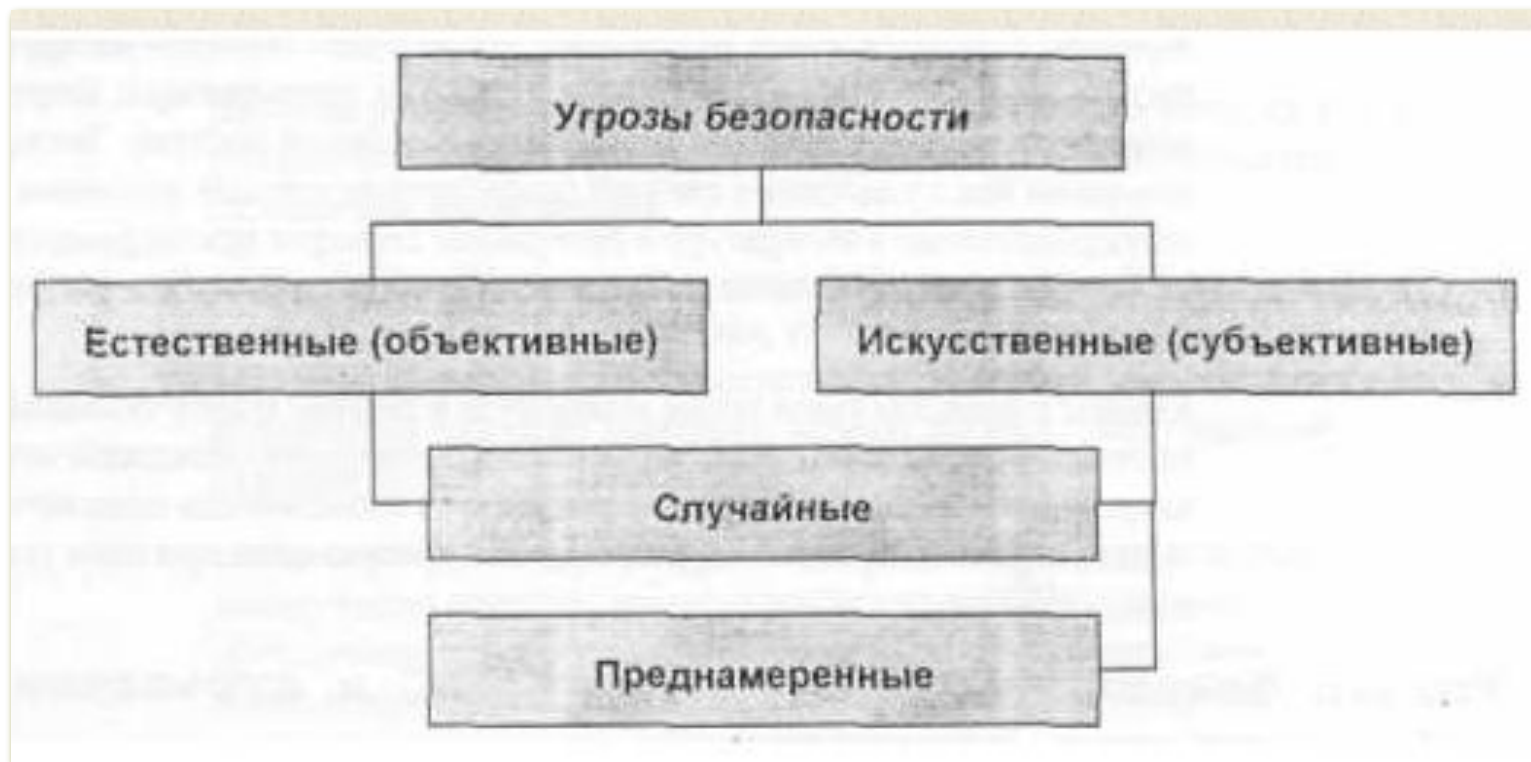 Угрозы безопасности
Естественные (объективные)
Искусственные (субъективные)
Случайные
Преднамеренные